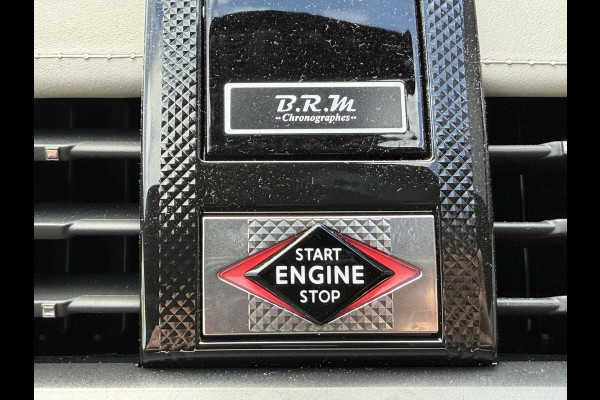 B.R.M
··Chronographes··
START
ENGINE
STOP